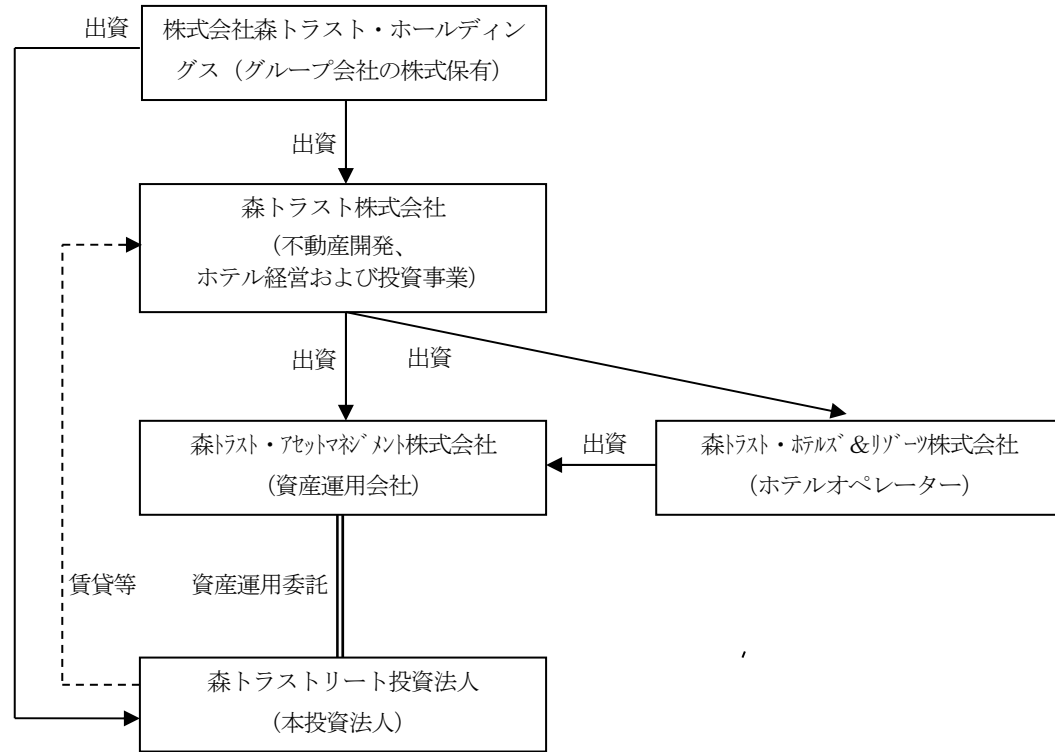 出資
株式会社森トラスト・ホールディン
グス（グループ会社の株式保有）
出資
森トラスト株式会社
（不動産開発、
ホテル経営および投資事業）
出資
出資
森ﾄﾗｽﾄ・ｱｾｯﾄﾏﾈｼﾞﾒﾝﾄ株式会社
（資産運用会社）
出資
森ﾄﾗｽﾄ・ﾎﾃﾙｽﾞ&ﾘｿﾞｰﾂ株式会社
（ホテルオペレーター）
賃貸等
資産運用委託
森トラストリート投資法人
（本投資法人）